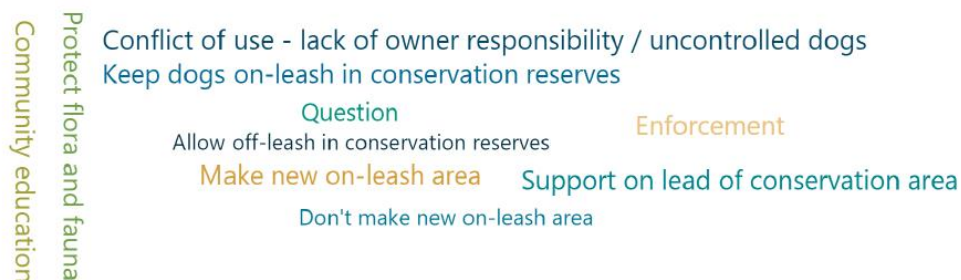 Community education
Protect flora and fauna
Conflict of use - lack of owner responsibility / uncontrolled dogs
Keep dogs on-leash in conservation reserves
Question
Enforcement
Allow off-leash in conservation reserves
Make new on-leash area
Support on lead of conservation area
Don't make new on-leash area